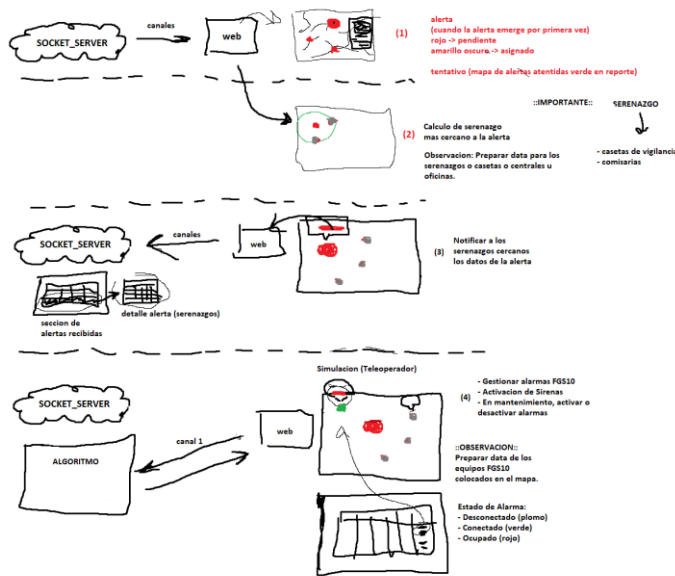 canales
SOCKET_SERVER
web
(1)
alerta
(cuando la alerta emerge por primera vez)
rojo -> pendiente
amarillo oscuro -> asignado
tentativo (mapa de alertas atentidas verde en reporte)
(2)
Calculo de serenazgo
mas cercano a la alerta
Observacion: Preparar data para los
serenazgos o casetas o centrales u
oficinas.
::IMPORTANTE::
SERENAZGO
- casetas de vigilancia
- comisarias
canales
SOCKET_SERVER
web
(3)
Notificar a los
serenazgos cercanos
los datos de la alerta
seccion de
alertas recibidas
detalle alerta (serenazgos)
Simulacion (Teleoperador)
SOCKET_SERVER
canal 1
web
ALGORITMO
(4)
- Gestionar alarmas FGS10
- Activacion de Sirenas
- En mantenimiento, activar o
desactivar alarmas
::OBSERVACION::
Preparar data de los
equipos FGS10
colocados en el mapa.
Estado de Alarma:
- Desconectado (plomo)
- Conectado (verde)
- Ocupado (rojo)